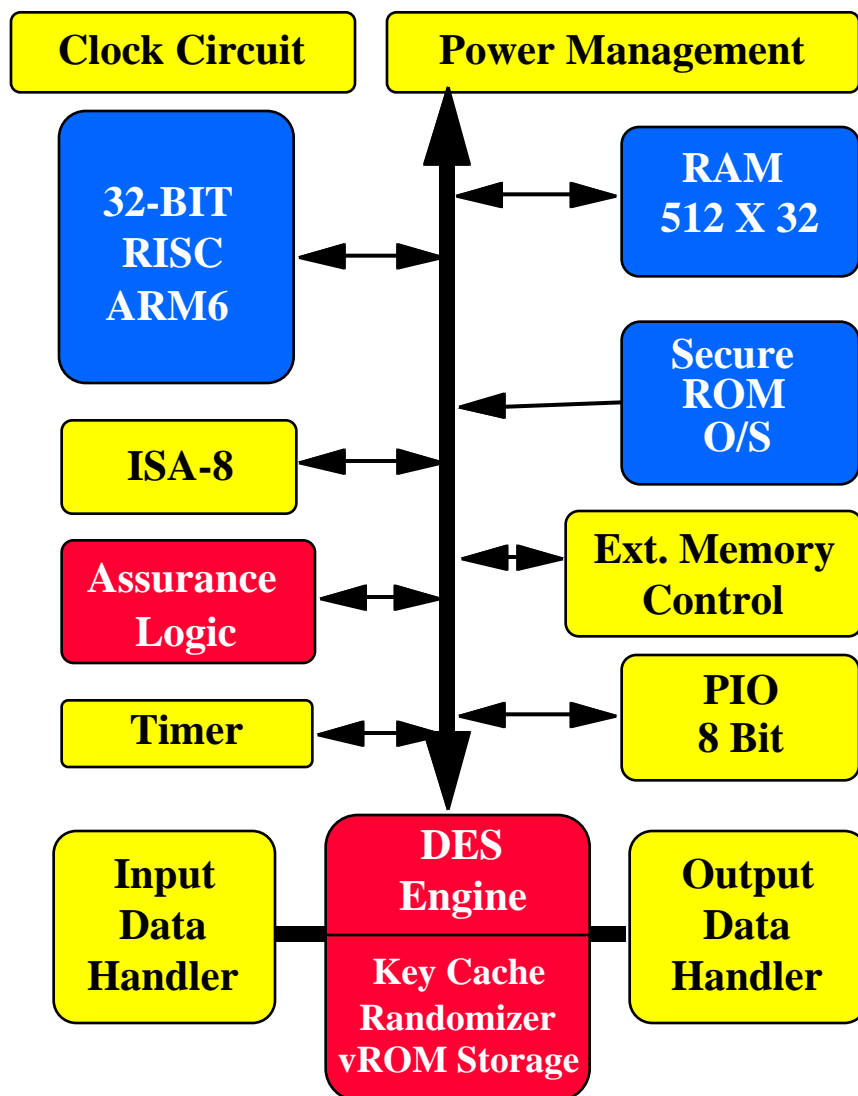 Clock Circuit
Power Management
32-BIT
RISC
ARM6
RAM
512 X 32
Secure
ROM
O/S
ISA-8
Ext. Memory
Control
Assurance
Logic
PIO
8 Bit
Timer
Input
Data
Handler
DES
Engine
Key Cache
Randomizer
vROM Storage
Output
Data
Handler